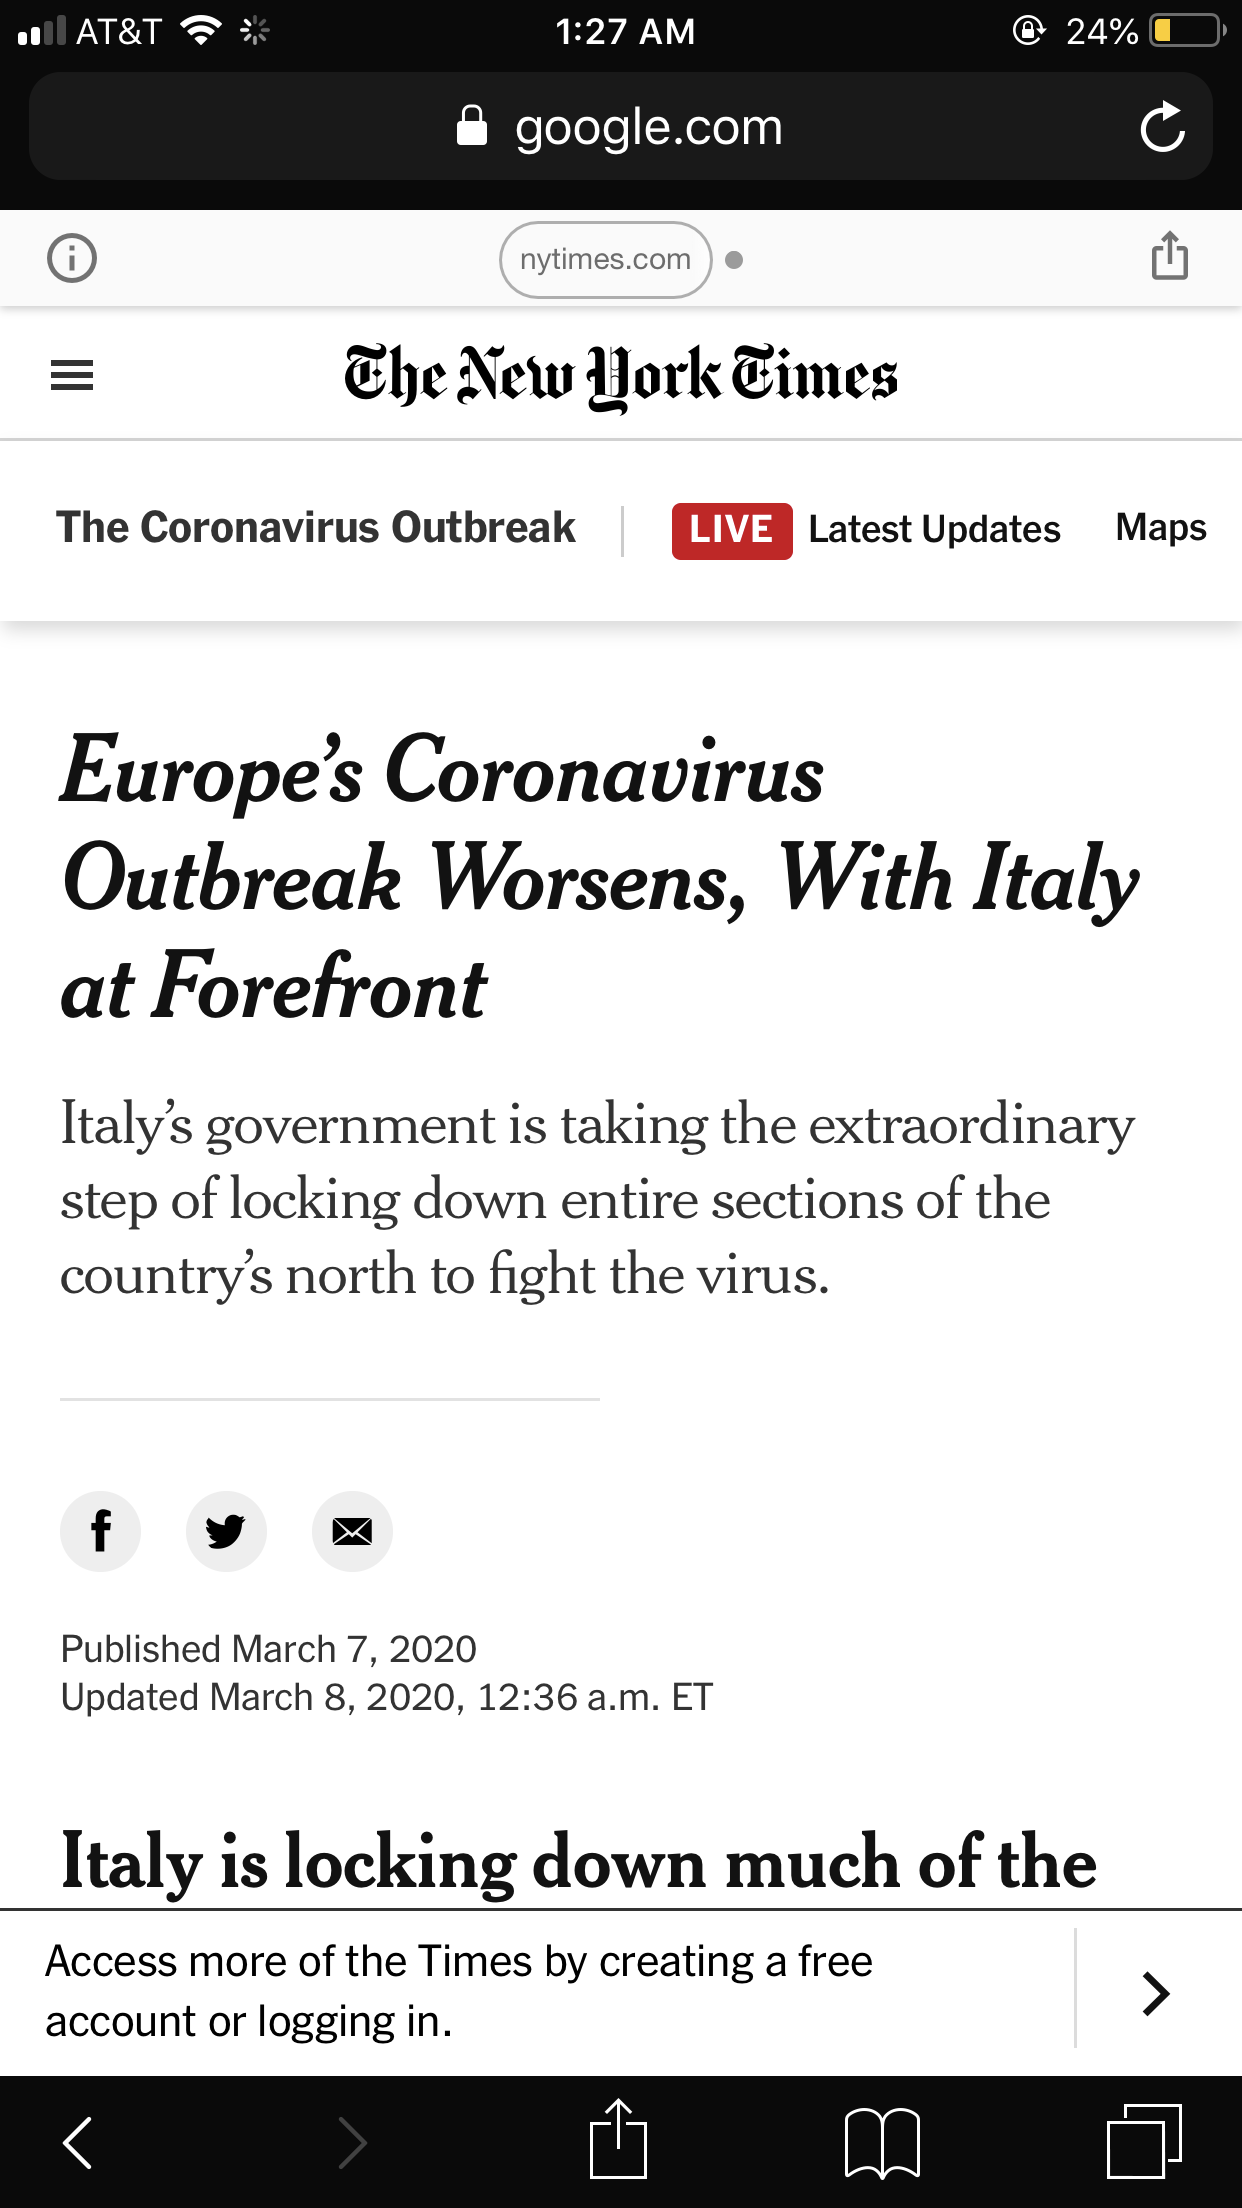 AT&T 1:27 AM 24%
google.com
nytimes.com
The New York Times
The Coronavirus Outbreak LIVE Latest Updates Maps
Europe’s Coronavirus
Outbreak Worsens, With Italy
at Forefront
Italy’s government is taking the extraordinary
step of locking down entire sections of the
country’s north to fight the virus.
f
Published March 7, 2020
Updated March 8, 2020, 12:36 a.m. ET
Italy is locking down much of the
Access more of the Times by creating a free
account or logging in.